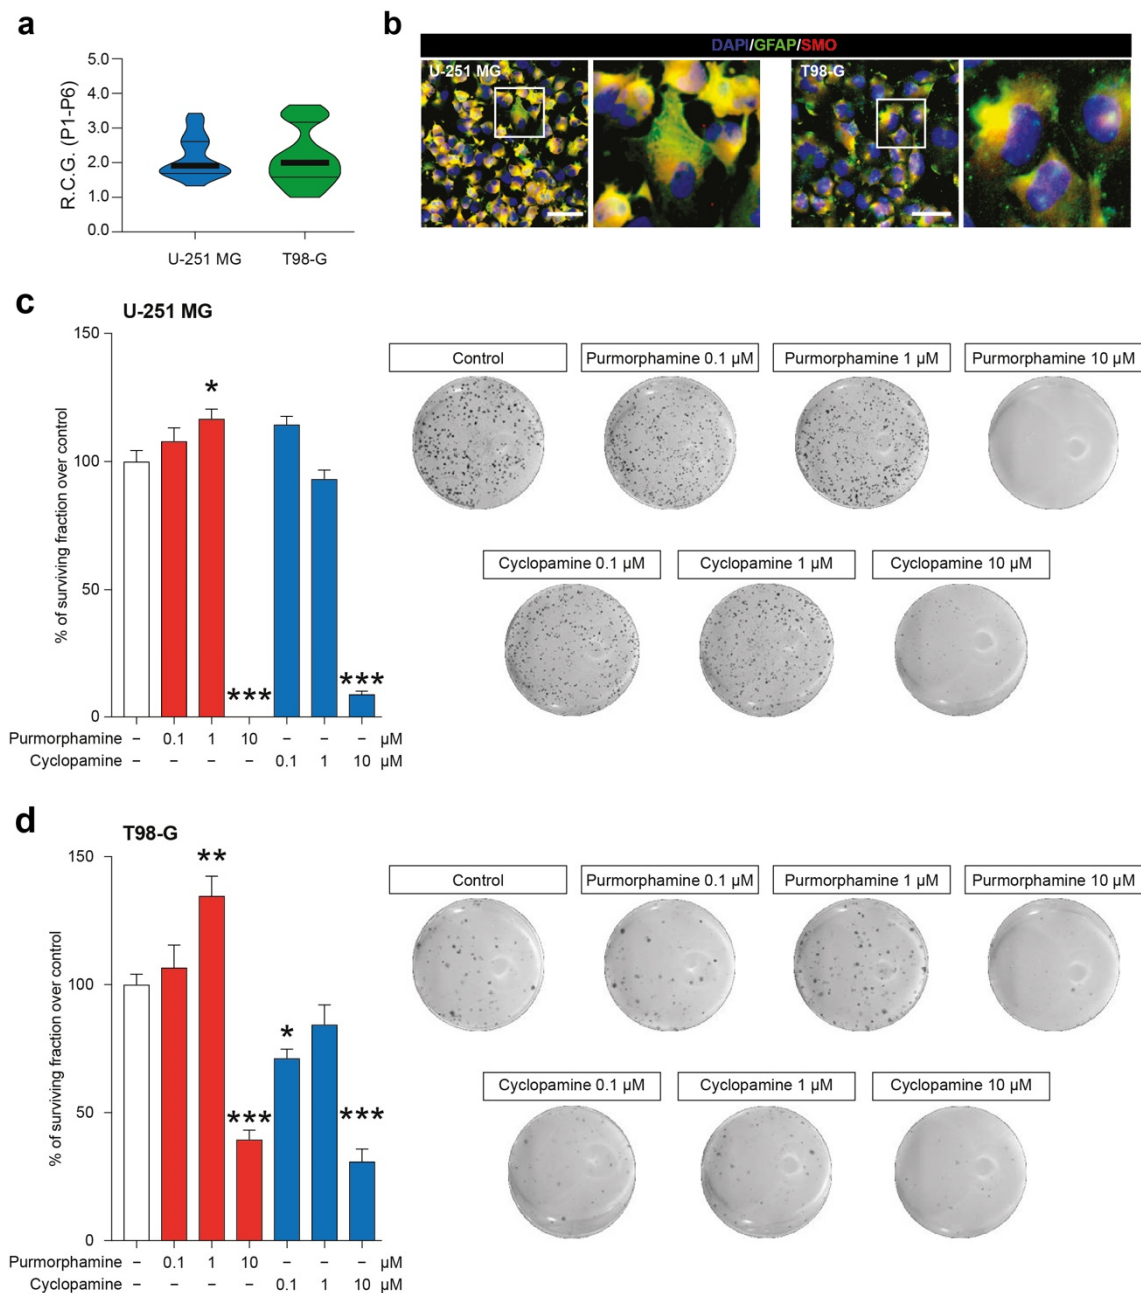 a
R.C.G. (P1-P6)
5.0
4.0
3.0
2.0
1.0
0.0
U-251 MG
T98-G
b
DAPI/GFAP/SMO
U-251 MG
T98-G
c
U-251 MG
% of surviving fraction over control
150
100
50
0
*
***
***
Purmorphamine – 0.1 1 10 – – – µM
Cyclopamine – – – – 0.1 1 10 µM
Control
Purmorphamine 0.1 µM
Purmorphamine 1 µM
Purmorphamine 10 µM
Cyclopamine 0.1 µM
Cyclopamine 1 µM
Cyclopamine 10 µM
d
T98-G
% of surviving fraction over control
150
100
50
0
**
***
*
***
Purmorphamine – 0.1 1 10 – – – µM
Cyclopamine – – – – 0.1 1 10 µM
Control
Purmorphamine 0.1 µM
Purmorphamine 1 µM
Purmorphamine 10 µM
Cyclopamine 0.1 µM
Cyclopamine 1 µM
Cyclopamine 10 µM